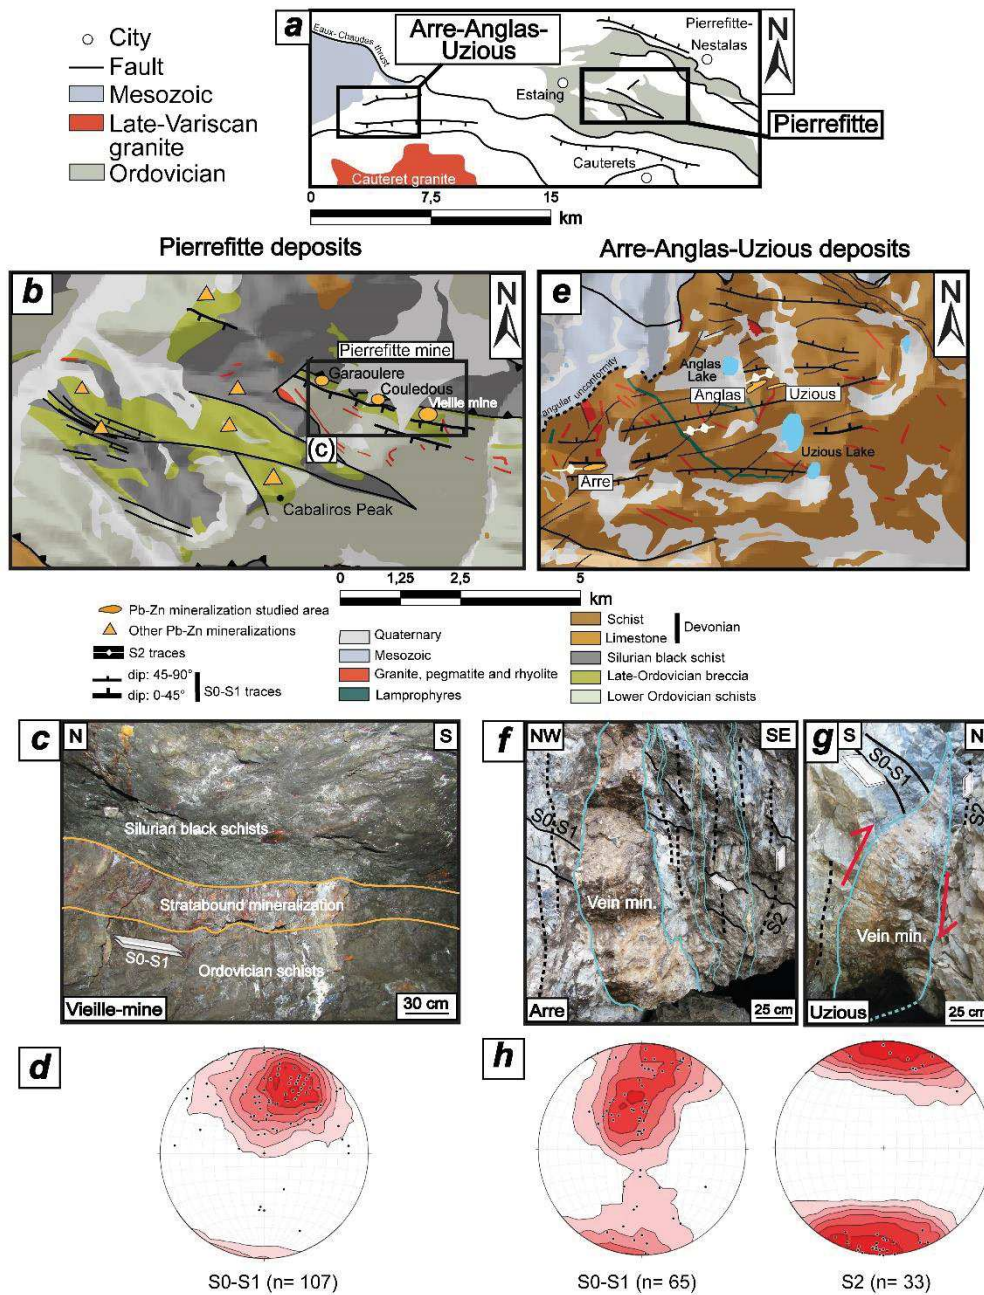 City
Fault
Mesozoic
Late-Variscan
granite
Ordovician
a
Eaux-Chaudes thrust
Arre-Anglas-
Uzious
Pierrefitte-
Nestalas
N
Estaing
Pierrefitte
Cauterets
Cauteret granite
0
7,5
15
km
Pierrefitte deposits
Arre-Anglas-Uzious deposits
b
N
Pierrefitte mine
Garaoulere
Couledous
Vieille mine
(c)
Cabaliros Peak
e
N
angular unconformity
Anglas
Lake
Anglas
Uzious
Uzious Lake
Arre
0
1,25
2,5
5
km
Pb-Zn mineralization studied area
Other Pb-Zn mineralizations
S2 traces
dip: 45-90°
dip: 0-45°
S0-S1 traces
Quaternary
Mesozoic
Granite, pegmatite and rhyolite
Lamprophyres
Schist
Limestone
Devonian
Silurian black schist
Late-Ordovician breccia
Lower Ordovician schists
c
N
S
Silurian black schists
Stratabound mineralization
S0-S1
Ordovician schists
Vieille-mine
30 cm
f
NW
SE
S0-S1
Vein min.
S2
Arre
25 cm
g
S
N
S0-S1
S2
Vein min.
Uzious
25 cm
d
S0-S1 (n= 107)
h
S0-S1 (n= 65)
S2 (n= 33)